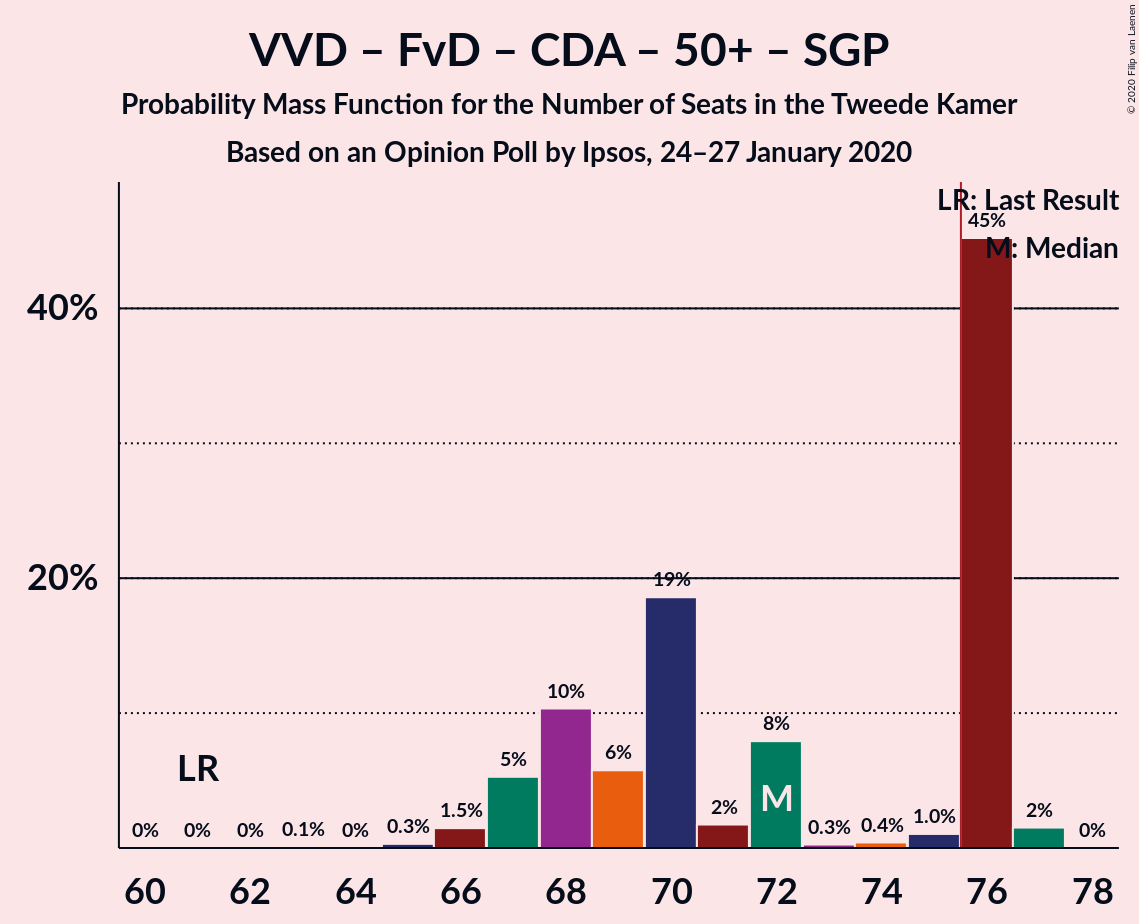 VVD – FvD – CDA – 50+ – SGP
Probability Mass Function for the Number of Seats in the Tweede Kamer
Based on an Opinion Poll by Ipsos, 24–27 January 2020
© 2020 Filip van Laenen
LR: Last Result
M: Median
40%
20%
LR
M
0% 0% 0% 0.1% 0% 0.3% 1.5% 5% 10% 6% 19% 2% 8% 0.3% 0.4% 1.0% 45% 2% 0%
60 62 64 66 68 70 72 74 76 78